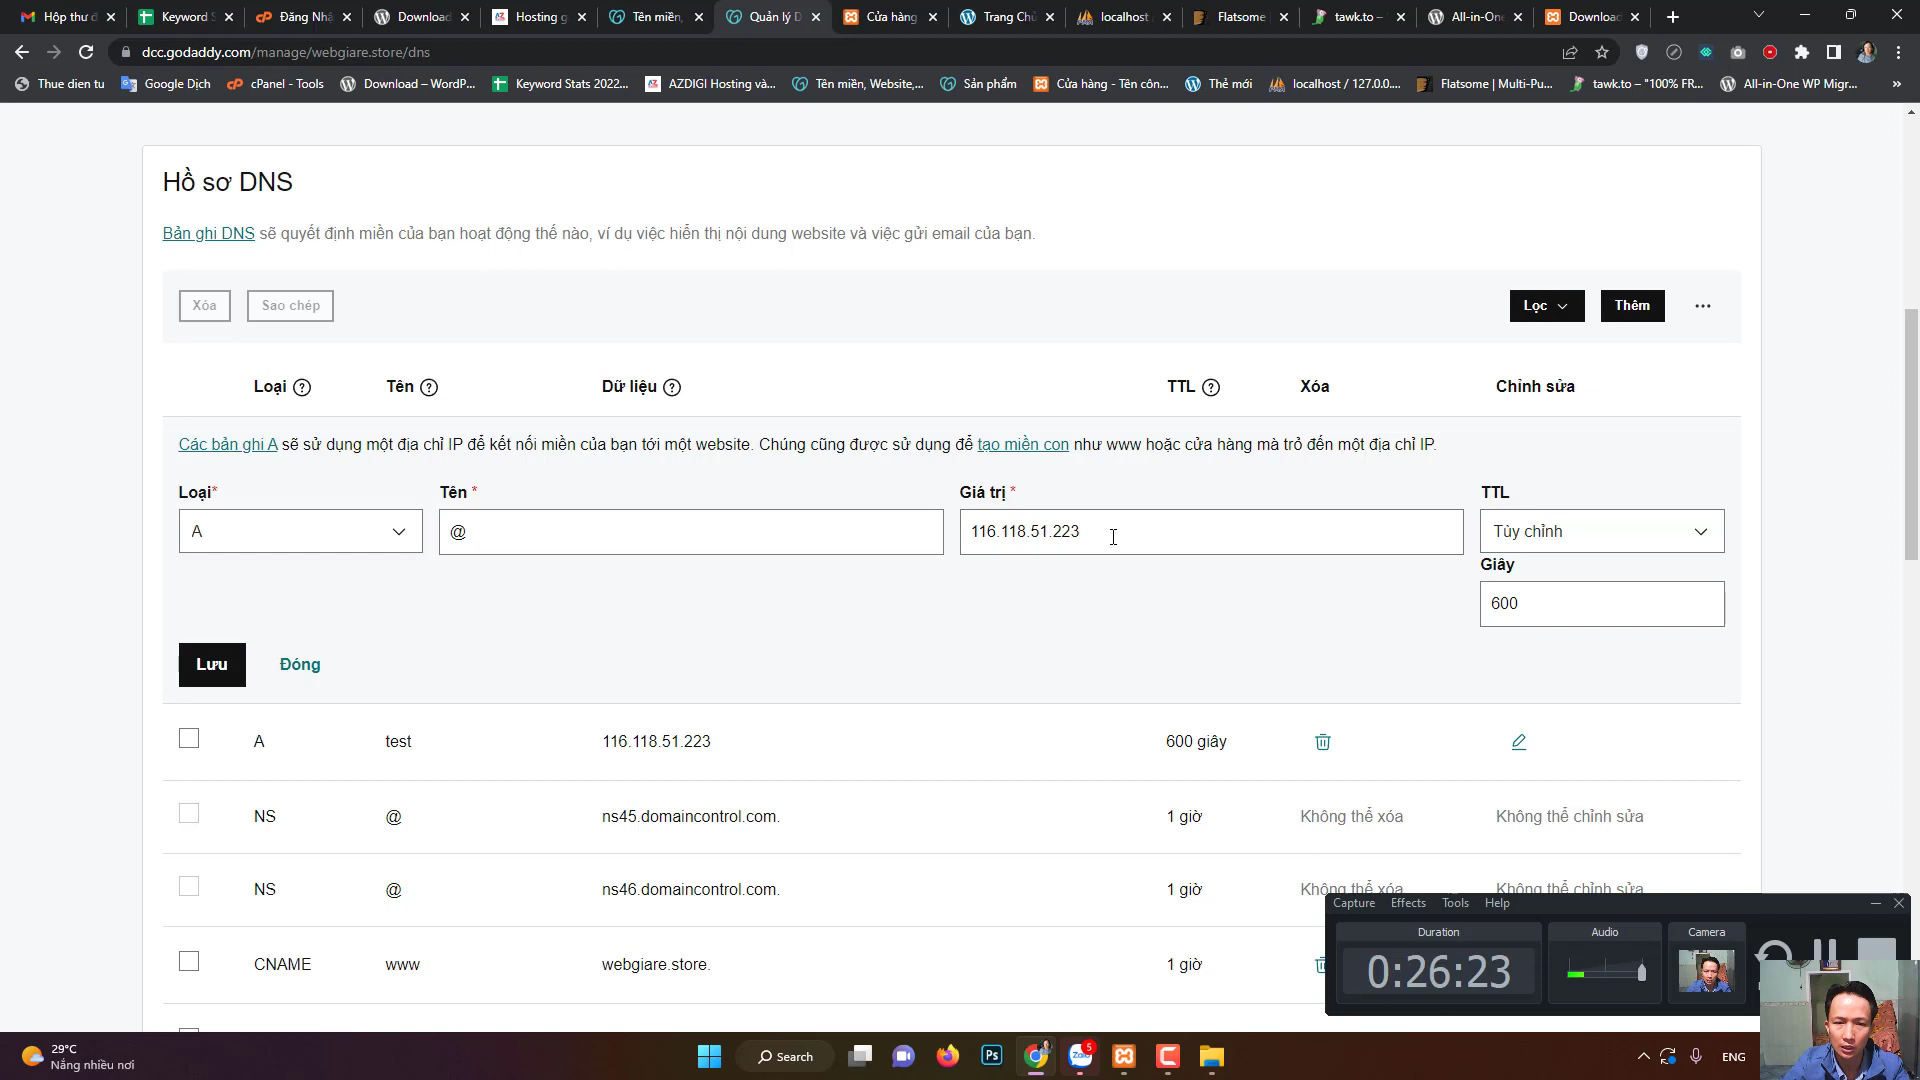 Hộp thư đ
Keyword S
Đăng Nhậ
Download
Hosting g
Tên miền,
Quản lý D
Cửa hàng
Trang Chủ
localhost
Flatsome
tawk.to –
All-in-One
Download
dcc.godaddy.com/manage/webgiare.store/dns
Thue dien tu
Google Dịch
cPanel - Tools
Download – WordP...
Keyword Stats 2022...
AZDIGI Hosting và...
Tên miền, Website,...
Sản phẩm
Cửa hàng - Tên côn...
Thẻ mới
localhost / 127.0.0....
Flatsome | Multi-Pu...
tawk.to – "100% FR...
All-in-One WP Migr...
Hồ sơ DNS
Bản ghi DNS sẽ quyết định miền của bạn hoạt động thế nào, ví dụ việc hiển thị nội dung website và việc gửi email của bạn.
Xóa Sao chép Lọc Thêm
Loại Tên Dữ liệu TTL Xóa Chỉnh sửa
Các bản ghi A sẽ sử dụng một địa chỉ IP để kết nối miền của bạn tới một website. Chúng cũng được sử dụng để tạo miền con như www hoặc cửa hàng mà trỏ đến một địa chỉ IP.
Loại* Tên * Giá trị * TTL
A @ 116.118.51.223 Tùy chỉnh
Giây
600
Lưu Đóng
A test 116.118.51.223 600 giây
NS @ ns45.domaincontrol.com. 1 giờ Không thể xóa Không thể chỉnh sửa
NS @ ns46.domaincontrol.com. 1 giờ Không thể xóa Không thể chỉnh sửa
CNAME www webgiare.store. 1 giờ
Capture Effects Tools Help
Duration Audio Camera
0:26:23
29°C
Nắng nhiều nơi
Search
Ps
Zalo
5
ENG